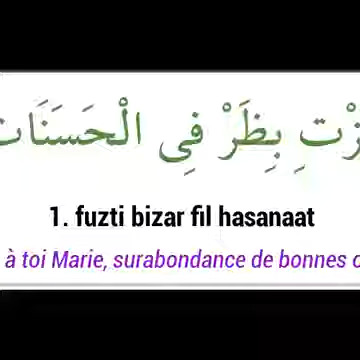 زْتِ بِظَرْ فِي الْحَسَنَات
1. fuzti bizar fil hasanaat
à toi Marie, surabondance de bonnes